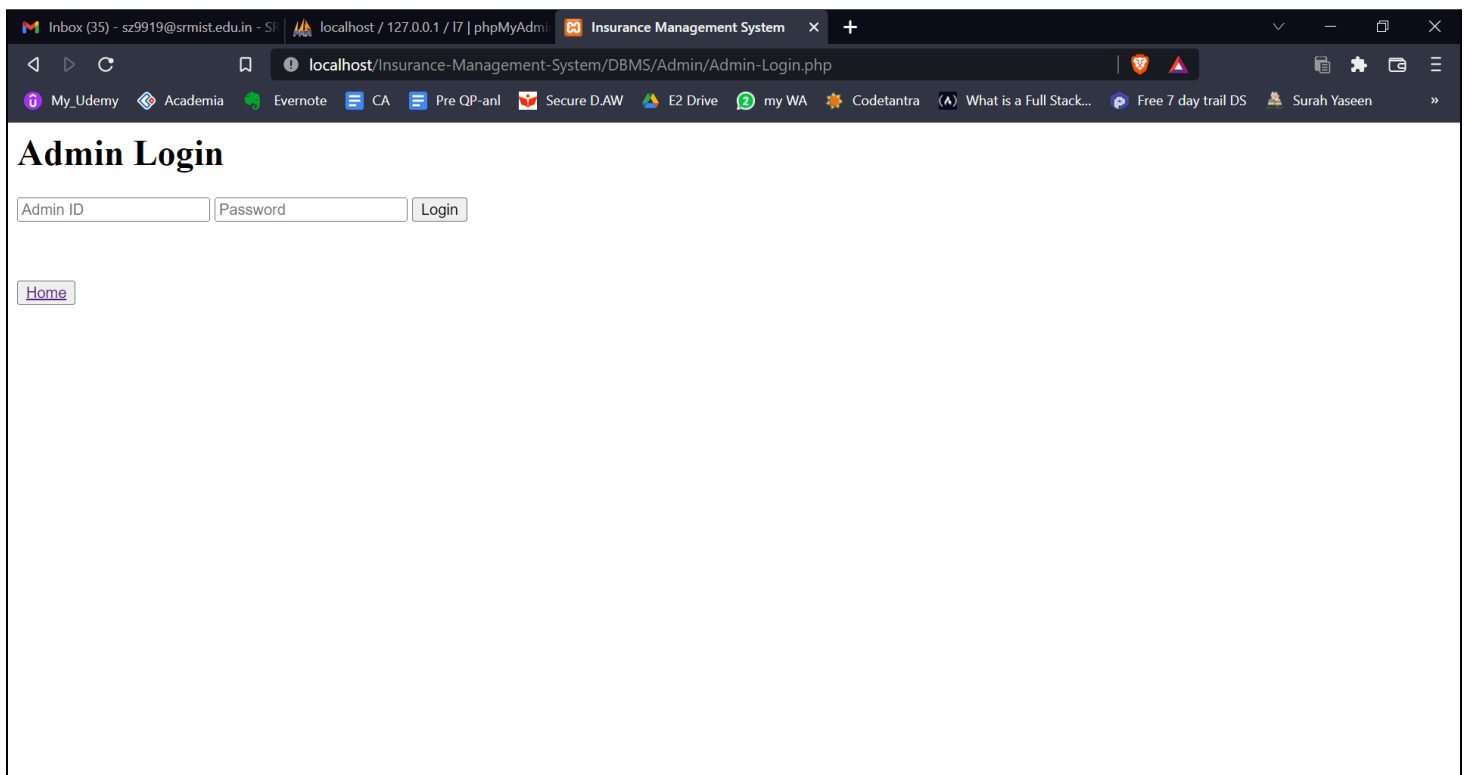 Inbox (35) - sz9919@srmist.edu.in - SR localhost / 127.0.0.1 / l7 | phpMyAdmi Insurance Management System
localhost/Insurance-Management-System/DBMS/Admin/Admin-Login.php
My_Udemy Academia Evernote CA Pre QP-anl Secure D.AW E2 Drive 2 my WA Codetantra What is a Full Stack... Free 7 day trail DS Surah Yaseen »
Admin Login
Admin ID Password Login
Home